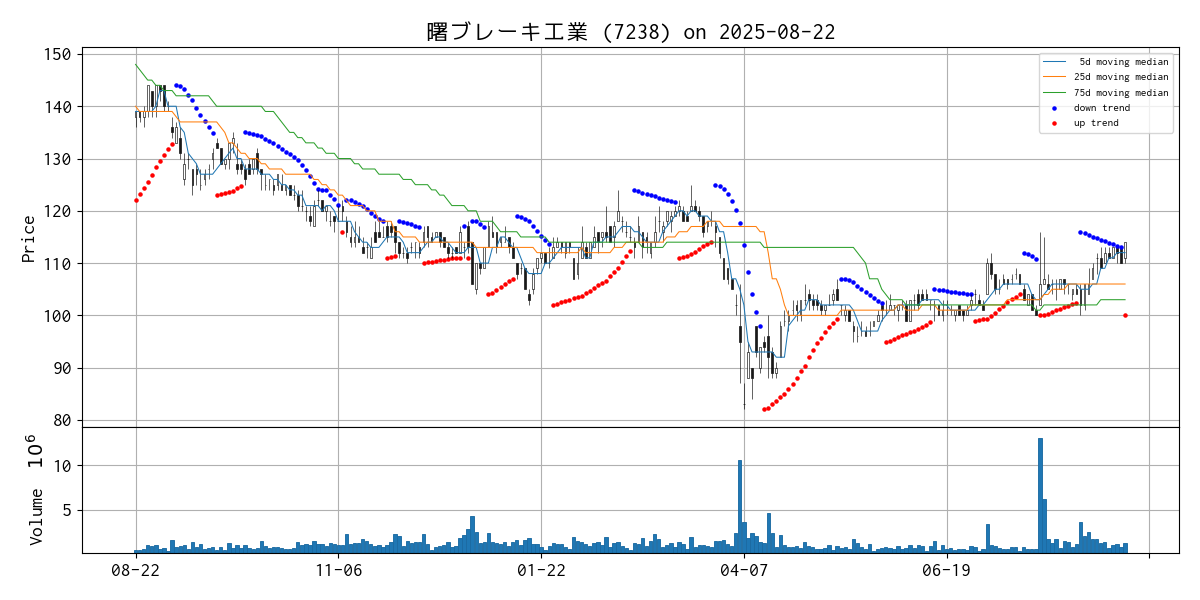 曙ブレーキ工業 (7238) on 2025-08-22
150
140
130
120
110
100
90
80
Price
5d moving median
25d moving median
75d moving median
down trend
up trend
10
5
Volume 10^6
08-22
11-06
01-22
04-07
06-19